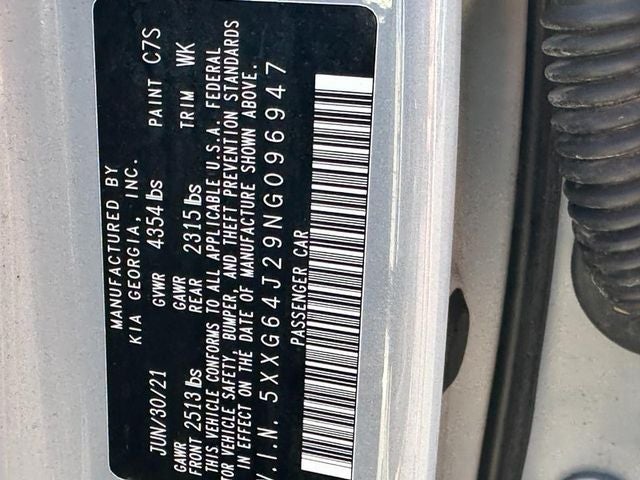 MANUFACTURED BY
KIA GEORGIA, INC.
JUN/30/21 GVWR 4354 lbs PAINT C7S
GAWR FRONT 2513 lbs GAWR REAR 2315 lbs TRIM WK
THIS VEHICLE CONFORMS TO ALL APPLICABLE U.S.A. FEDERAL
TOR VEHICLE SAFETY, BUMPER, AND THEFT PREVENTION STANDARDS
IN EFFECT ON THE DATE OF MANUFACTURE SHOWN ABOVE.
V.I.N. 5XXG64J29NG096947
PASSENGER CAR